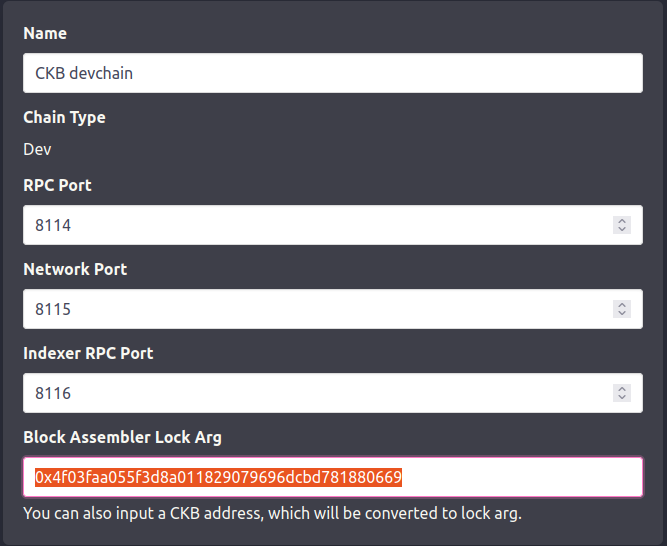 Name
CKB devchain
Chain Type
Dev
RPC Port
8114
Network Port
8115
Indexer RPC Port
8116
Block Assembler Lock Arg
0x4f03faa055f3d8a011829079696dcbd781880669
You can also input a CKB address, which will be converted to lock arg.